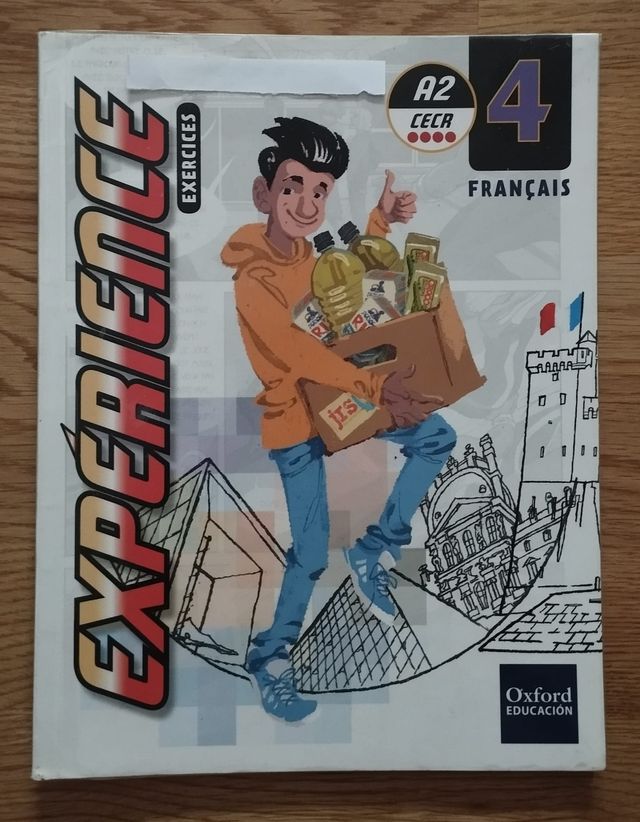 A2
CECR
4
FRANÇAIS
EXPÉRIENCE
EXERCICES
Oxford
EDUCACIÓN